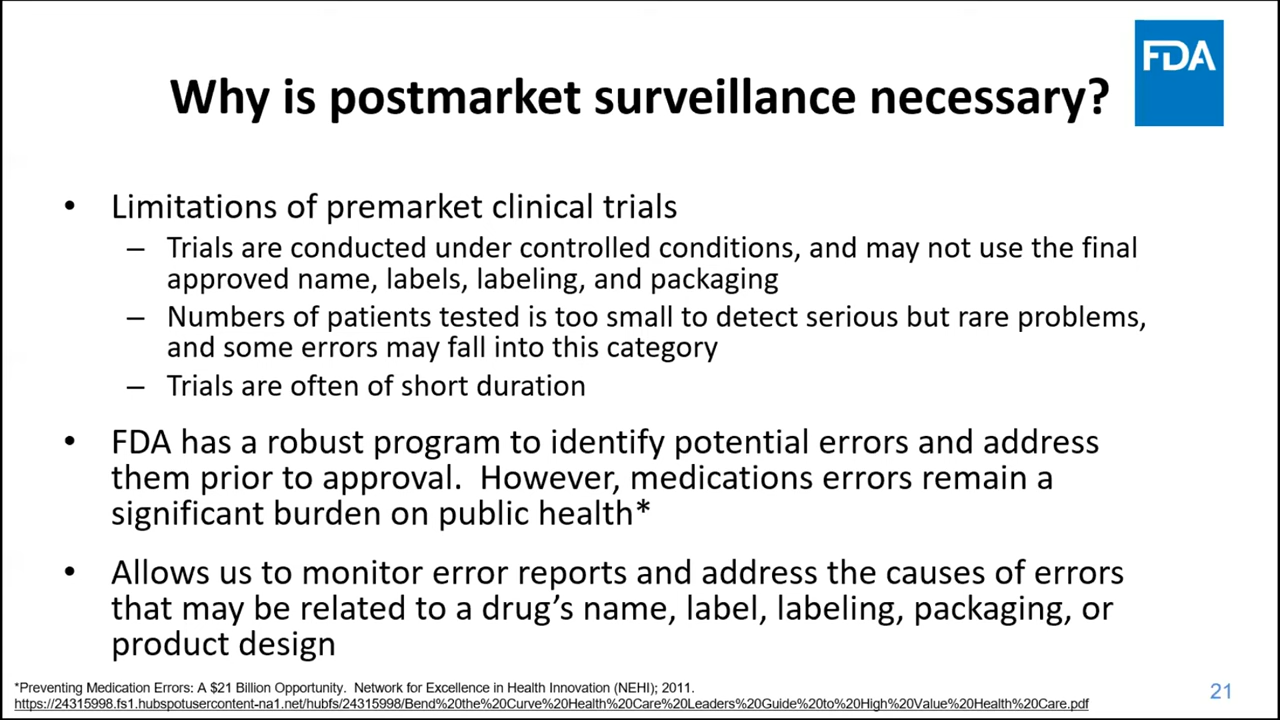 FDA
Why is postmarket surveillance necessary?
• Limitations of premarket clinical trials
– Trials are conducted under controlled conditions, and may not use the final
approved name, labels, labeling, and packaging
– Numbers of patients tested is too small to detect serious but rare problems,
and some errors may fall into this category
– Trials are often of short duration
• FDA has a robust program to identify potential errors and address
them prior to approval.  However, medications errors remain a
significant burden on public health*
• Allows us to monitor error reports and address the causes of errors
that may be related to a drug’s name, label, labeling, packaging, or
product design
*Preventing Medication Errors: A $21 Billion Opportunity.  Network for Excellence in Health Innovation (NEHI); 2011.
https://24315998.fs1.hubspotusercontent-na1.net/hubfs/24315998/Bend%20the%20Curve%20Health%20Care%20Leaders%20Guide%20to%20High%20Value%20Health%20Care.pdf
21